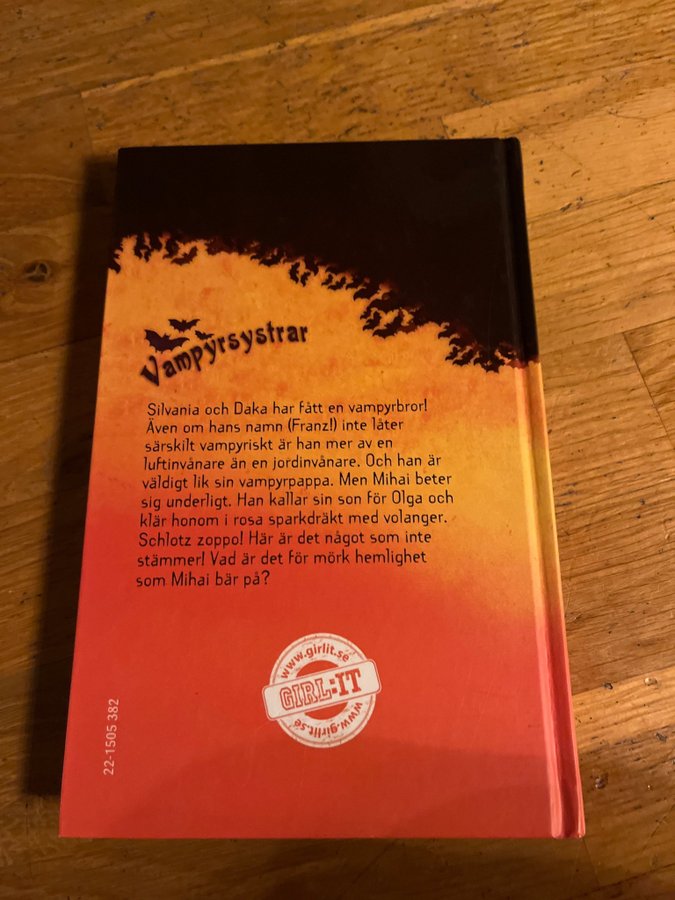 Vampyrsystrar
Silvania och Daka har fått en vampyrbror!
Även om hans namn (Franz!) inte låter
särskilt vampyriskt är han mer av en
luftinvånare än en jordinvånare. Och han är
väldigt lik sin vampyrpappa. Men Mihai beter
sig underligt. Han kallar sin son för Olga och
klär honom i rosa sparkdräkt med volanger.
Schlotz zoppo! Här är det något som inte
stämmer! Vad är det för mörk hemlighet
som Mihai bär på?
www.girlit.se
GIRL:IT
www.girlit.se
22-1505 382